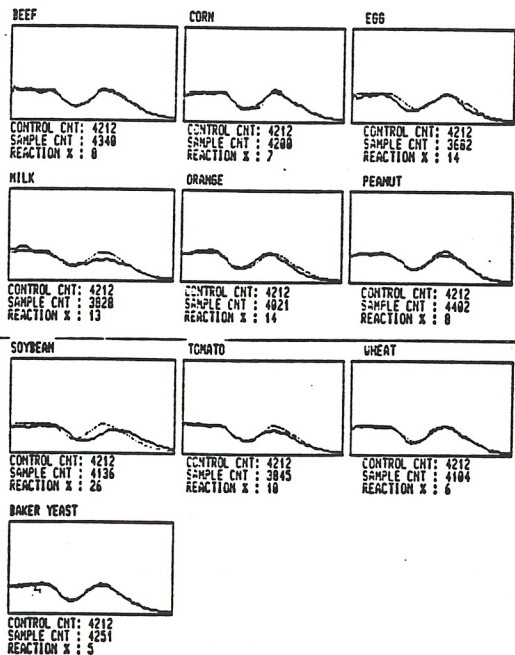 BEEF
CONTROL CNT: 4212
SAMPLE CNT : 4340
REACTION % : 8
CORN
CONTROL CNT: 4212
SAMPLE CNT : 4200
REACTION % : 7
EGG
CONTROL CNT: 4212
SAMPLE CNT : 3602
REACTION % : 14
MILK
CONTROL CNT: 4212
SAMPLE CNT : 3828
REACTION % : 13
ORANGE
CONTROL CNT: 4212
SAMPLE CNT : 4021
REACTION % : 14
PEANUT
CONTROL CNT: 4212
SAMPLE CNT : 4402
REACTION % : 8
SOYBEAN
CONTROL CNT: 4212
SAMPLE CNT : 4136
REACTION % : 26
TOMATO
CONTROL CNT: 4212
SAMPLE CNT : 3845
REACTION % : 10
WHEAT
CONTROL CNT: 4212
SAMPLE CNT : 4104
REACTION % : 6
BAKER YEAST
CONTROL CNT: 4212
SAMPLE CNT : 4251
REACTION % : 5